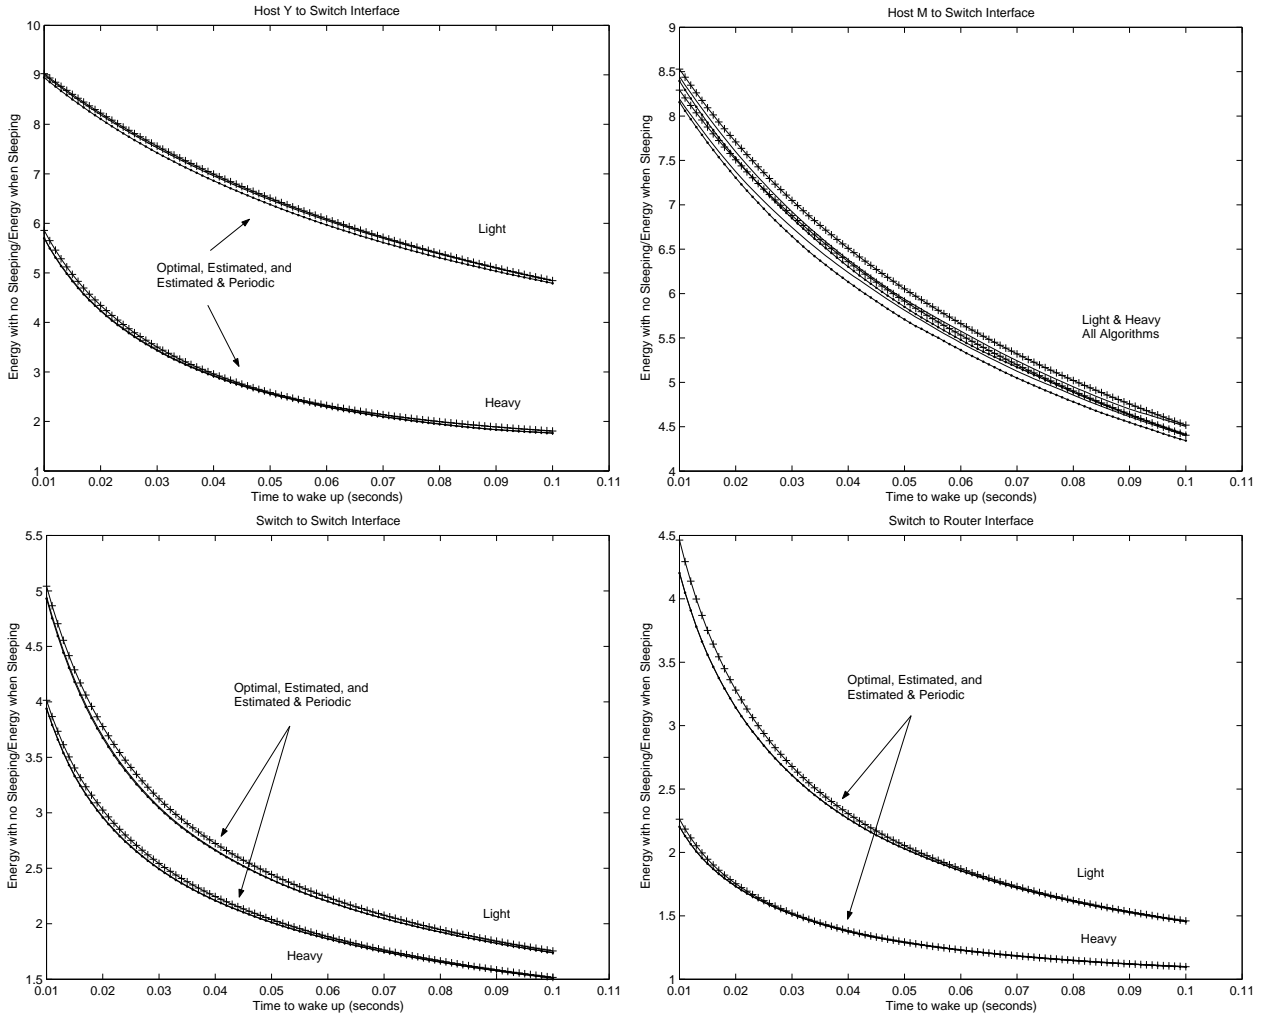 Host Y to Switch Interface
Energy with no Sleeping/Energy when Sleeping
10
9
8
7
6
5
4
3
2
1
Light
Optimal, Estimated, and
Estimated & Periodic
Heavy
0.01 0.02 0.03 0.04 0.05 0.06 0.07 0.08 0.09 0.1 0.11
Time to wake up (seconds)
Host M to Switch Interface
Energy with no Sleeping/Energy when Sleeping
9
8.5
8
7.5
7
6.5
6
5.5
5
4.5
4
Light & Heavy
All Algorithms
0.01 0.02 0.03 0.04 0.05 0.06 0.07 0.08 0.09 0.1 0.11
Time to wake up (seconds)
Switch to Switch Interface
Energy with no Sleeping/Energy when Sleeping
5.5
5
4.5
4
3.5
3
2.5
2
1.5
Optimal, Estimated, and
Estimated & Periodic
Light
Heavy
0.01 0.02 0.03 0.04 0.05 0.06 0.07 0.08 0.09 0.1 0.11
Time to wake up (seconds)
Switch to Router Interface
Energy with no Sleeping/Energy when Sleeping
4.5
4
3.5
3
2.5
2
1.5
1
Optimal, Estimated, and
Estimated & Periodic
Light
Heavy
0.01 0.02 0.03 0.04 0.05 0.06 0.07 0.08 0.09 0.1 0.11
Time to wake up (seconds)